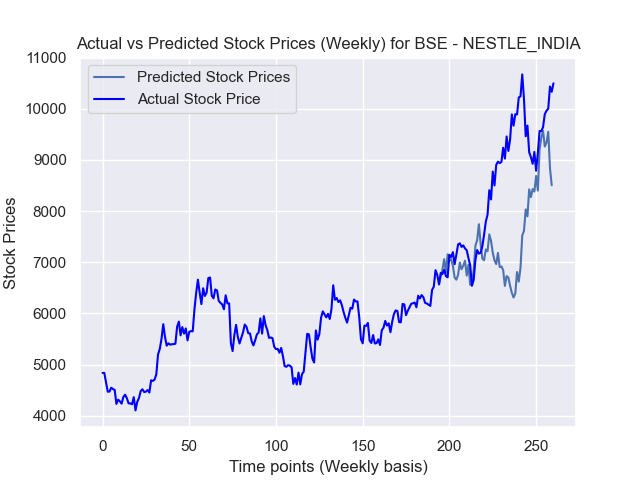 Actual vs Predicted Stock Prices (Weekly) for BSE - NESTLE_INDIA
Predicted Stock Prices
Actual Stock Price
11000
10000
9000
8000
7000
6000
5000
4000
Stock Prices
0 50 100 150 200 250
Time points (Weekly basis)